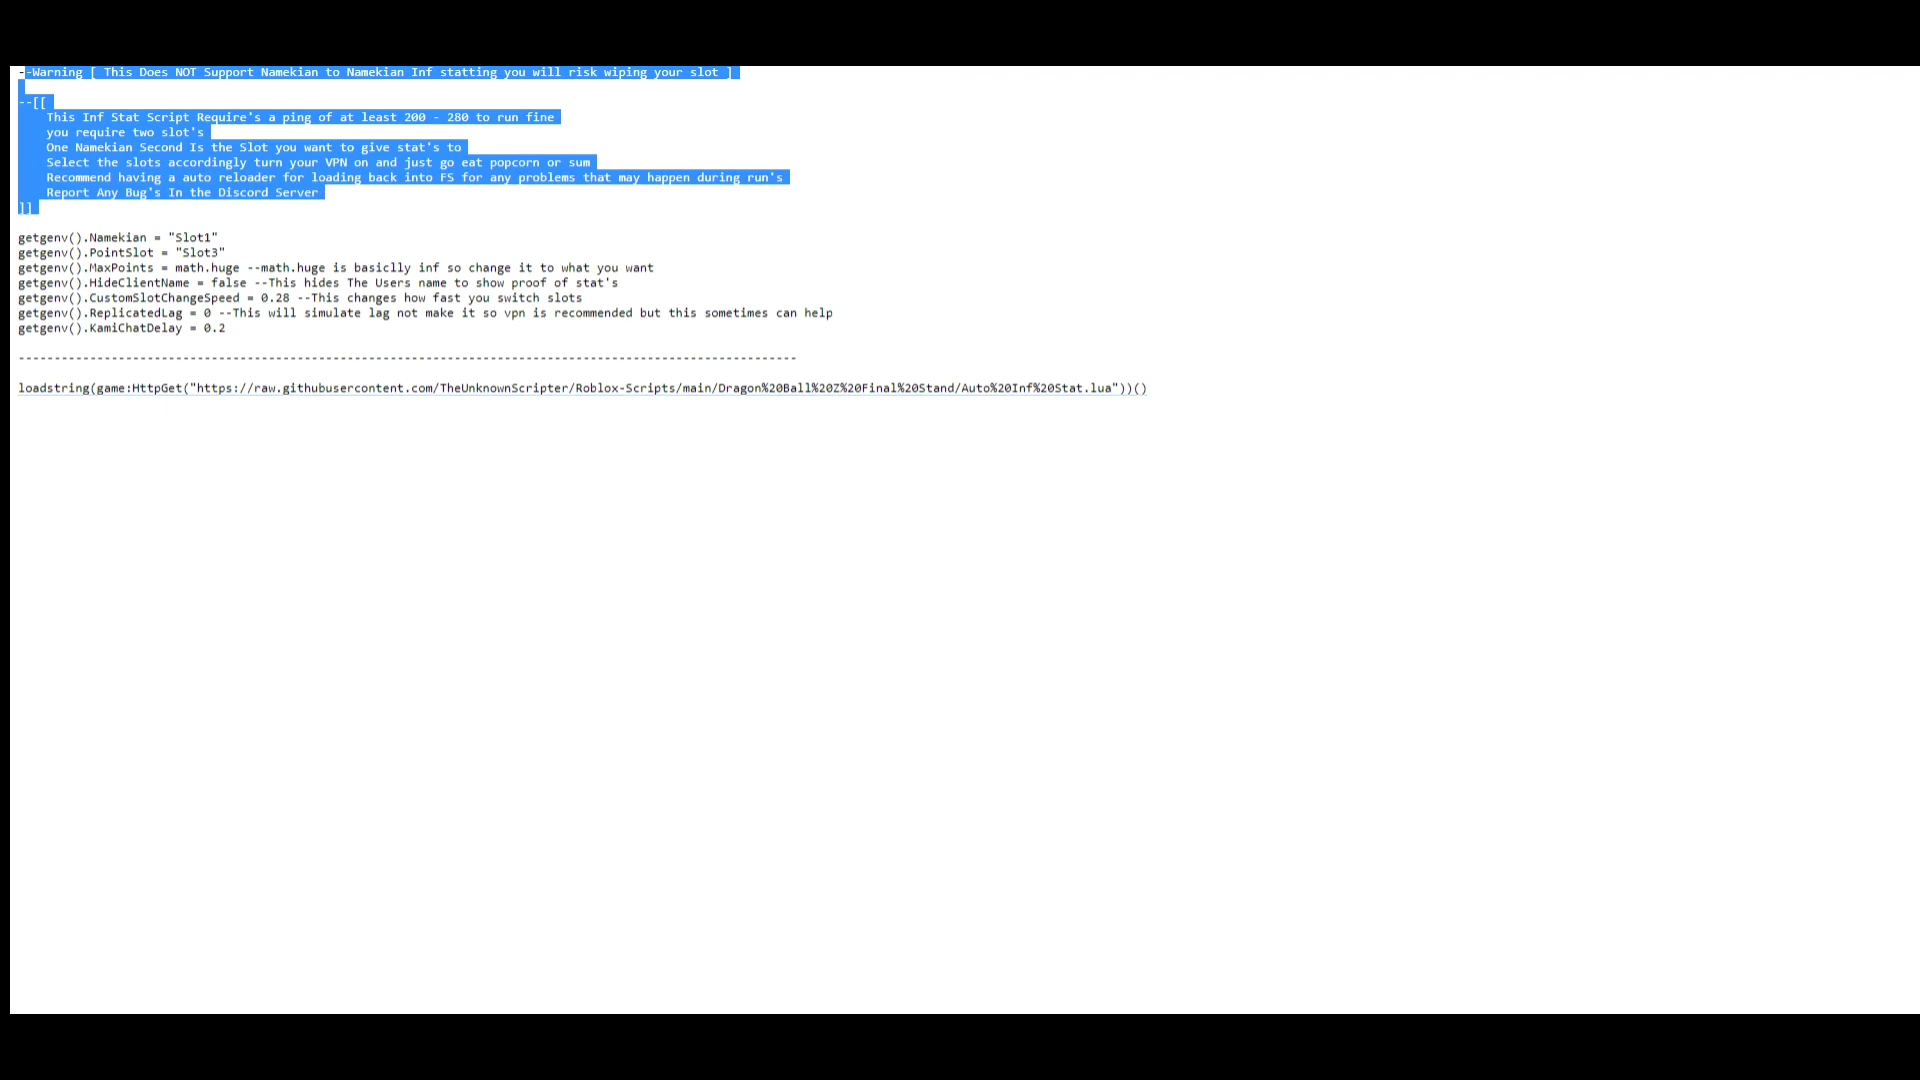 --Warning [ This Does NOT Support Namekian to Namekian Inf statting you will risk wiping your slot ]
--[[
This Inf Stat Script Require's a ping of at least 200 - 280 to run fine
you require two slot's
One Namekian Second Is the Slot you want to give stat's to
Select the slots accordingly turn your VPN on and just go eat popcorn or sum
Recommend having a auto reloader for loading back into FS for any problems that may happen during run's
Report Any Bug's In the Discord Server
]]
getgenv().Namekian = "Slot1"
getgenv().PointSlot = "Slot3"
getgenv().MaxPoints = math.huge --math.huge is basiclly inf so change it to what you want
getgenv().HideClientName = false --This hides The Users name to show proof of stat's
getgenv().CustomSlotChangeSpeed = 0.28 --This changes how fast you switch slots
getgenv().ReplicatedLag = 0 --This will simulate lag not make it so vpn is recommended but this sometimes can help
getgenv().KamiChatDelay = 0.2
-------------------------------------------------------------------------------------------------------------
loadstring(game:HttpGet("https://raw.githubusercontent.com/TheUnknownScripter/Roblox-Scripts/main/Dragon%20Ball%20Z%20Final%20Stand/Auto%20Inf%20Stat.lua"))()